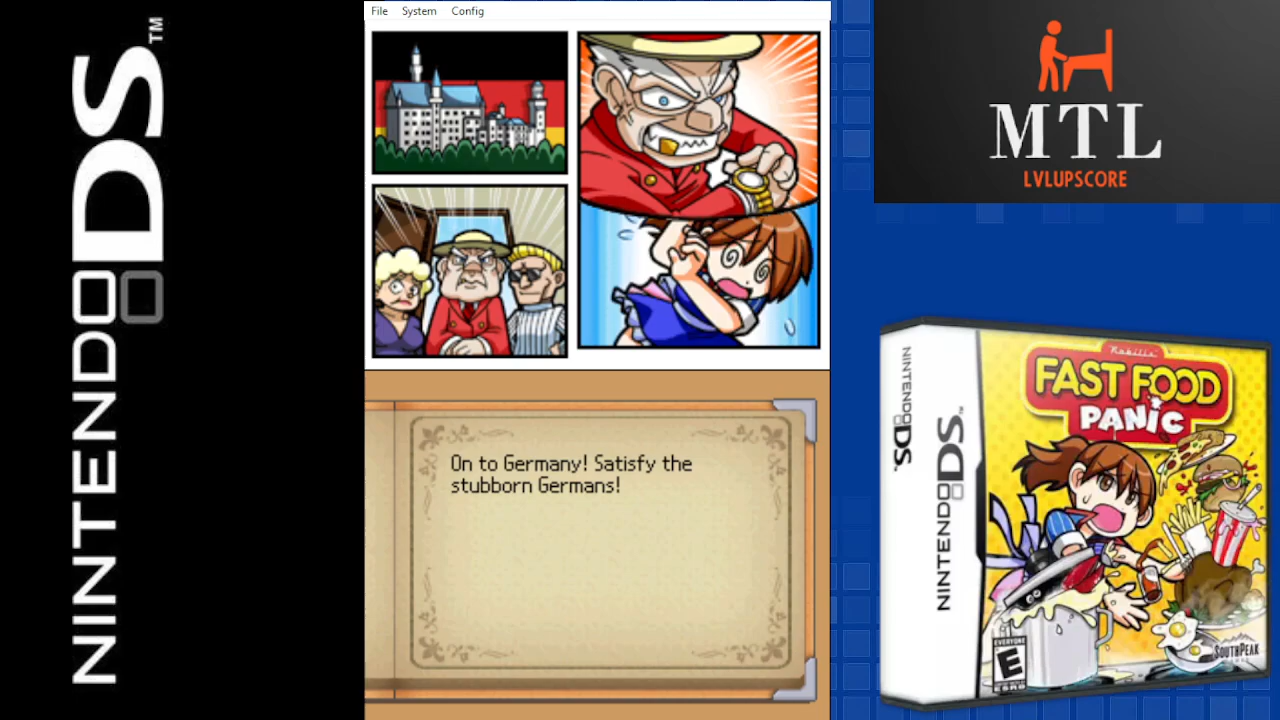 NINTENDO DS™
File System Config
On to Germany! Satisfy the
stubborn Germans!
MTL
LVLUPSCORE
NINTENDO DS
NINTENDO DS™
FAST FOOD
PANIC
EVERYONE
E
SOUTHPEAK